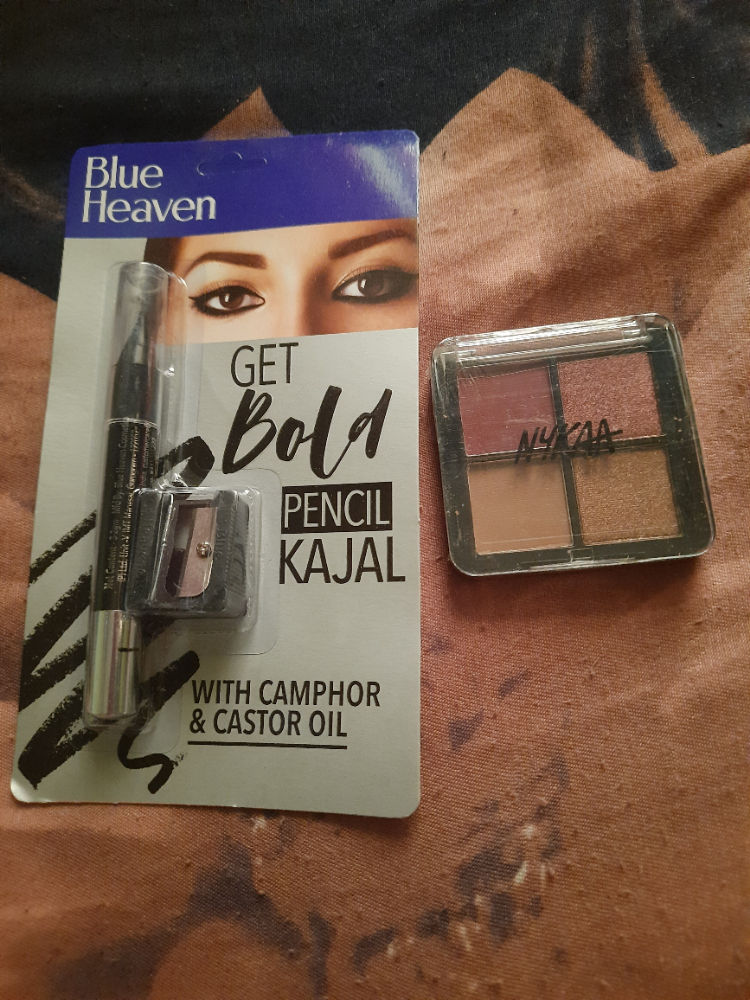 Blue
Heaven
GET
Bold
PENCIL
KAJAL
WITH CAMPHOR
& CASTOR OIL
NYKAA